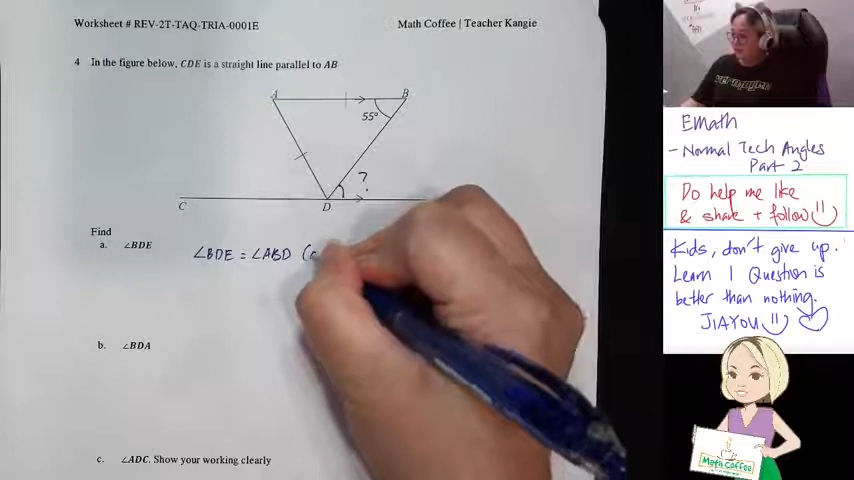 Worksheet # REV-2T-TAQ-TRIA-0001E
Math Coffee | Teacher Kangie
4 In the figure below, CDE is a straight line parallel to AB
A
B
55°
?
C
D
Find
a. ∠BDE
∠BDE = ∠ABD (
b. ∠BDA
c. ∠ADC. Show your working clearly
EMath
- Normal Tech Angles
Part 2
Do help me like
& share + follow
Kids, don't give up.
Learn 1 Question is
better than nothing.
JIAYOU
Math Coffee